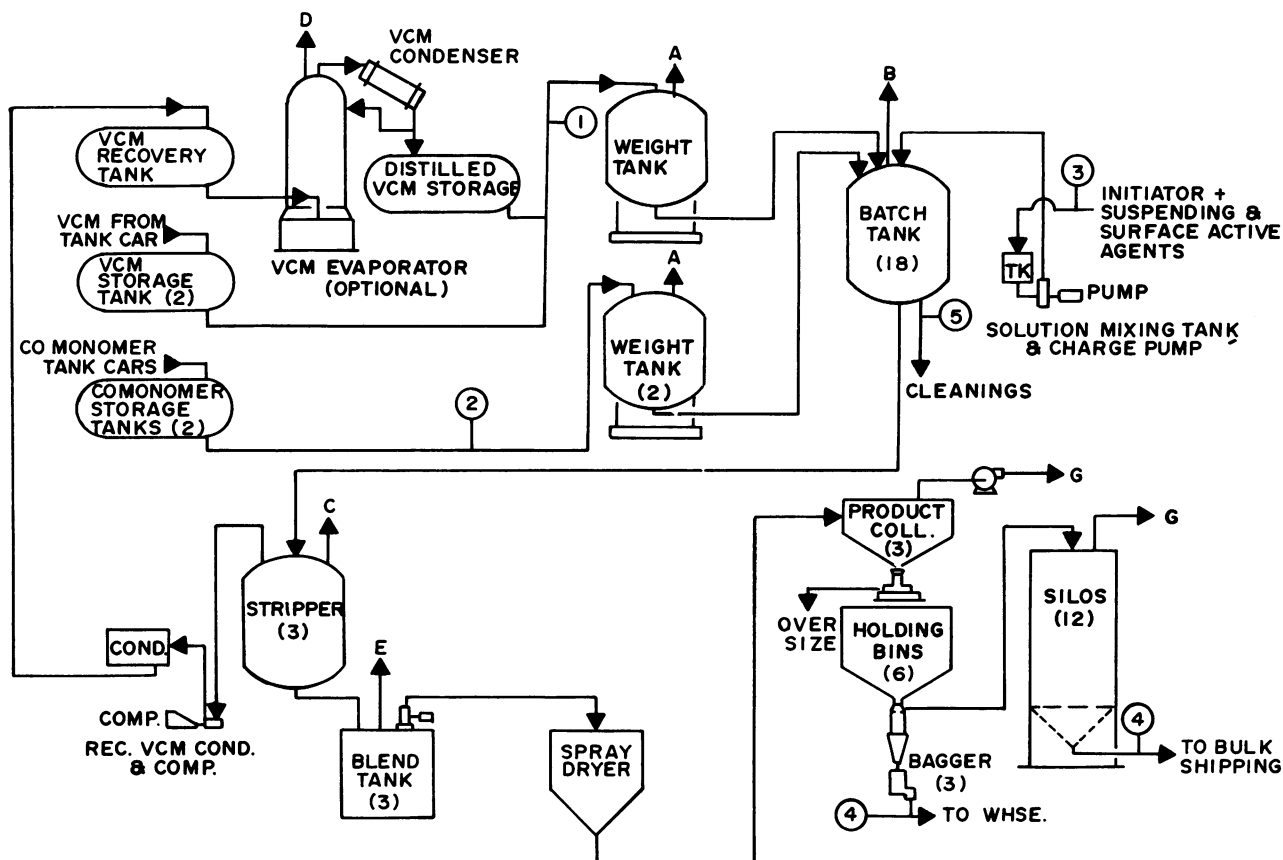 D
VCM
CONDENSER
A
B
1
VCM
RECOVERY
TANK
WEIGHT
TANK
DISTILLED
VCM STORAGE
3
INITIATOR +
SUSPENDING &
SURFACE ACTIVE
AGENTS
BATCH
TANK
(18)
VCM FROM
TANK CAR
VCM
STORAGE
TANK (2)
VCM EVAPORATOR
(OPTIONAL)
A
TK
PUMP
5
SOLUTION MIXING TANK
& CHARGE PUMP
CO MONOMER
TANK CARS
WEIGHT
TANK
(2)
COMONOMER
STORAGE
TANKS (2)
2
CLEANINGS
C
G
PRODUCT
COLL.
(3)
G
STRIPPER
(3)
OVER
SIZE
HOLDING
BINS
(6)
SILOS
(12)
COND.
E
COMP.
REC. VCM COND.
& COMP.
BLEND
TANK
(3)
SPRAY
DRYER
BAGGER
(3)
4
TO BULK
SHIPPING
4
TO WHSE.